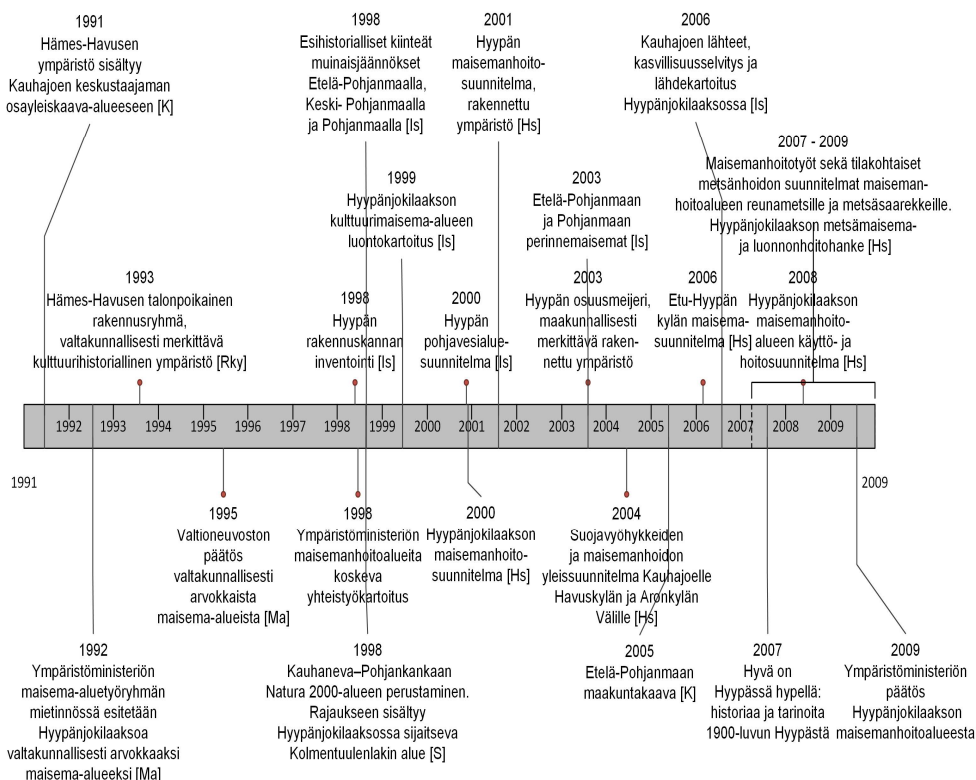 1991
Hämes-Havusen
ympäristö sisältyy
Kauhajoen keskustaajaman
osayleiskaava-alueeseen [K]
1998
Esihistorialliset kiinteät
muinaisjäännökset
Etelä-Pohjanmaalla,
Keski- Pohjanmaalla
ja Pohjanmaalla [Is]
2001
Hyypän
maisemanhoito-
suunnitelma,
rakennettu
ympäristö [Hs]
2006
Kauhajoen lähteet,
kasvillisuusselvitys ja
lähdekartoitus
Hyypänjokilaaksossa [Is]
2007 - 2009
Maisemanhoitotyöt sekä tilakohtaiset
metsänhoidon suunnitelmat maiseman-
hoitoalueen reunametsille ja metsäsaarekkeille.
Hyypänjokilaakson metsämaisema-
ja luonnonhoitohanke [Hs]
1999
Hyypänjokilaakson
kulttuurimaisema-alueen
luontokartoitus [Is]
2003
Etelä-Pohjanmaan
ja Pohjanmaan
perinnemaisemat [Is]
1993
Hämes-Havusen talonpoikainen
rakennusryhmä,
valtakunnallisesti merkittävä
kulttuurihistoriallinen ympäristö [Rky]
1998
Hyypän
rakennuskannan
inventointi [Is]
2000
Hyypän
pohjavesialue-
suunnitelma [Is]
2003
Hyypän osuusmeijeri,
maakunnallisesti
merkittävä raken-
nettu ympäristö
2006
Etu-Hyypän
kylän maisema-
suunnitelma [Hs]
2008
Hyypänjokilaakson
maisemanhoito-
alueen käyttö- ja
hoitosuunnitelma [Hs]
1992 1993 1994 1995 1996 1997 1998 1999 2000 2001 2002 2003 2004 2005 2006 2007 2008 2009
1991 2009
1995
Valtioneuvoston
päätös
valtakunnallisesti
arvokkaista
maisema-alueista [Ma]
1998
Ympäristöministeriön
maisemanhoitoalueita
koskeva
yhteistyökartoitus
2000
Hyypänjokilaakson
maisemanhoito-
suunnitelma [Hs]
2004
Suojavyöhykkeiden
ja maisemanhoidon
yleissuunnitelma Kauhajoelle
Havuskylän ja Aronkylän
Välille [Hs]
1992
Ympäristöministeriön
maisema-aluetyöryhmän
mietinnössä esitetään
Hyypänjokilaaksoa
valtakunnallisesti arvokkaaksi
maisema-alueeksi [Ma]
1998
Kauhaneva–Pohjankankaan
Natura 2000-alueen perustaminen.
Rajaukseen sisältyy
Hyypänjokilaaksossa sijaitseva
Kolmentuulenlakin alue [S]
2005
Etelä-Pohjanmaan
maakuntakaava [K]
2007
Hyvä on
Hyypässä hypellä:
historiaa ja tarinoita
1900-luvun Hyypästä
2009
Ympäristöministeriön
päätös
Hyypänjokilaakson
maisemanhoitoalueesta